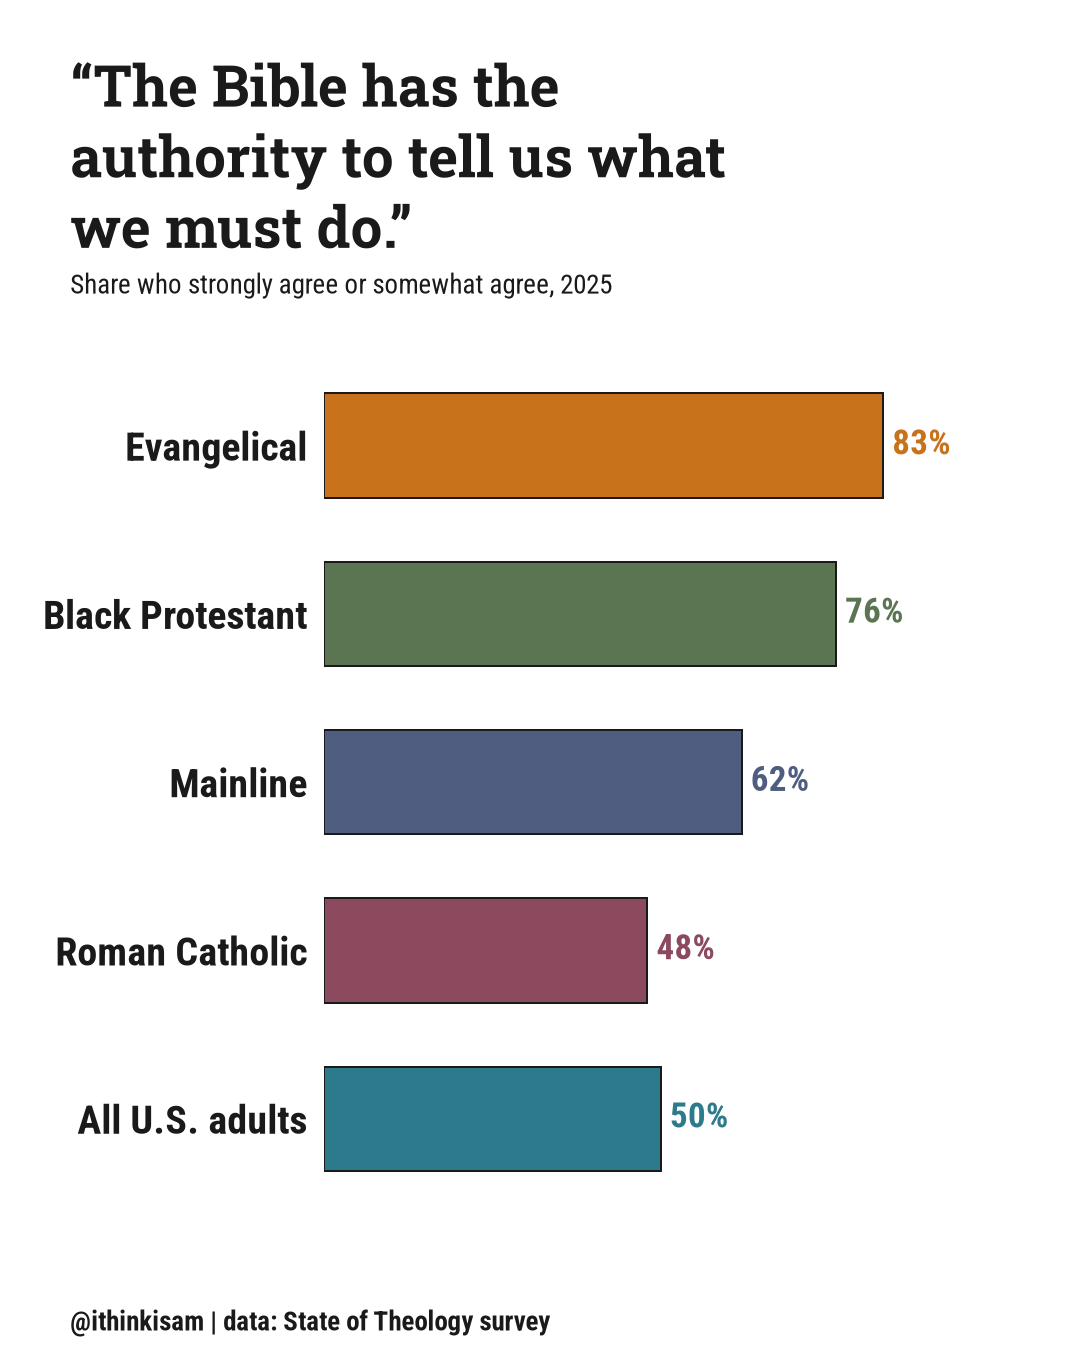 “The Bible has the
authority to tell us what
we must do.”
Share who strongly agree or somewhat agree, 2025
Evangelical 83%
Black Protestant 76%
Mainline 62%
Roman Catholic 48%
All U.S. adults 50%
@ithinkisam | data: State of Theology survey